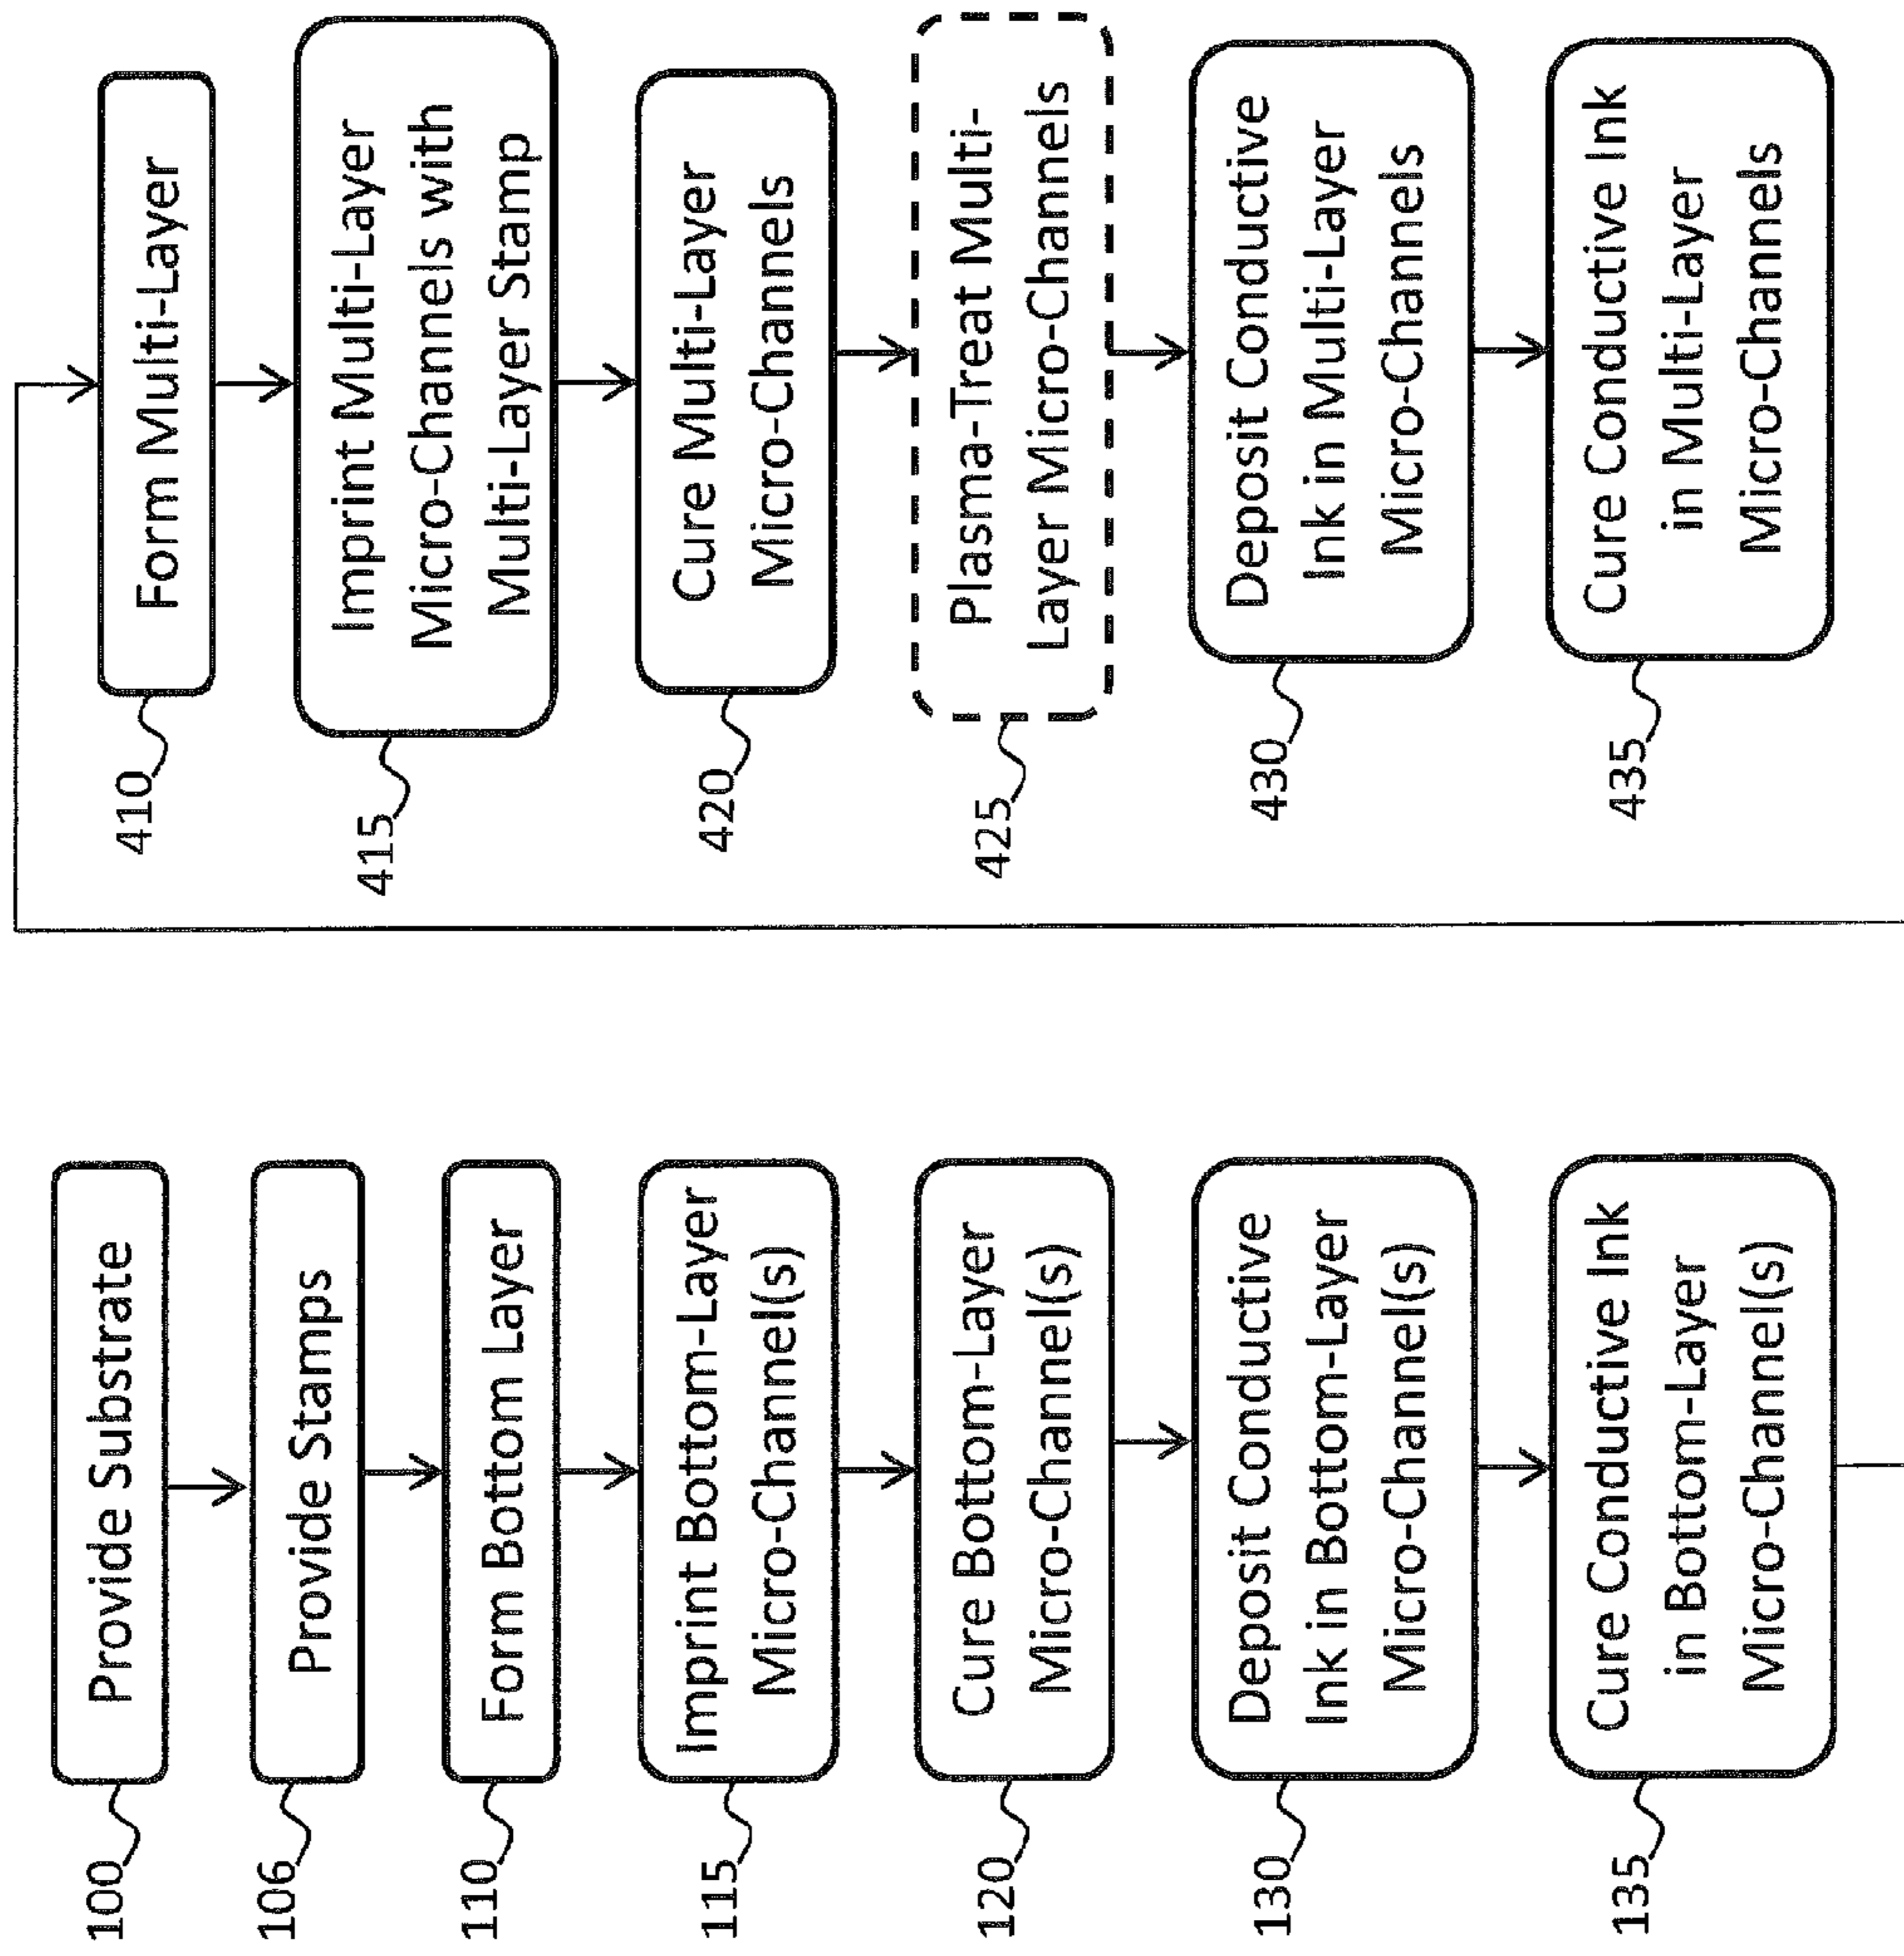 100
Provide Substrate
106
Provide Stamps
110
Form Bottom Layer
115
Imprint Bottom-Layer
Micro-Channel(s)
120
Cure Bottom-Layer
Micro-Channel(s)
130
Deposit Conductive
Ink in Bottom-Layer
Micro-Channel(s)
135
Cure Conductive Ink
in Bottom-Layer
Micro-Channel(s)
410
Form Multi-Layer
415
Imprint Multi-Layer
Micro-Channels with
Multi-Layer Stamp
420
Cure Multi-Layer
Micro-Channels
425
Plasma-Treat Multi-
Layer Micro-Channels
430
Deposit Conductive
Ink in Multi-Layer
Micro-Channels
435
Cure Conductive Ink
in Multi-Layer
Micro-Channels